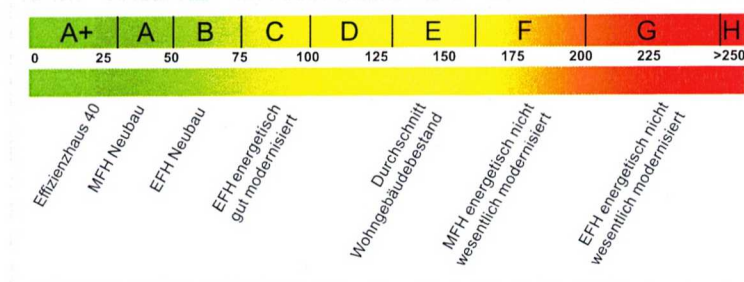 A+ A B C D E F G H
0 25 50 75 100 125 150 175 200 225 >250
Effizienzhaus 40
MFH Neubau
EFH Neubau
EFH energetisch
gut modernisiert
Durchschnitt
Wohngebäudebestand
MFH energetisch nicht
wesentlich modernisiert
EFH energetisch nicht
wesentlich modernisiert